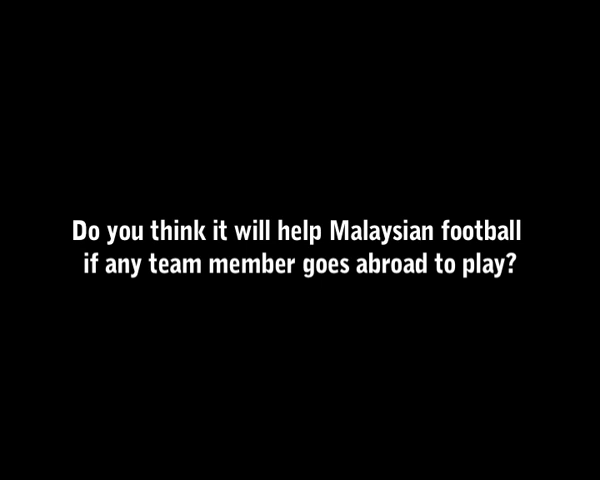 Do you think it will help Malaysian football
if any team member goes abroad to play?